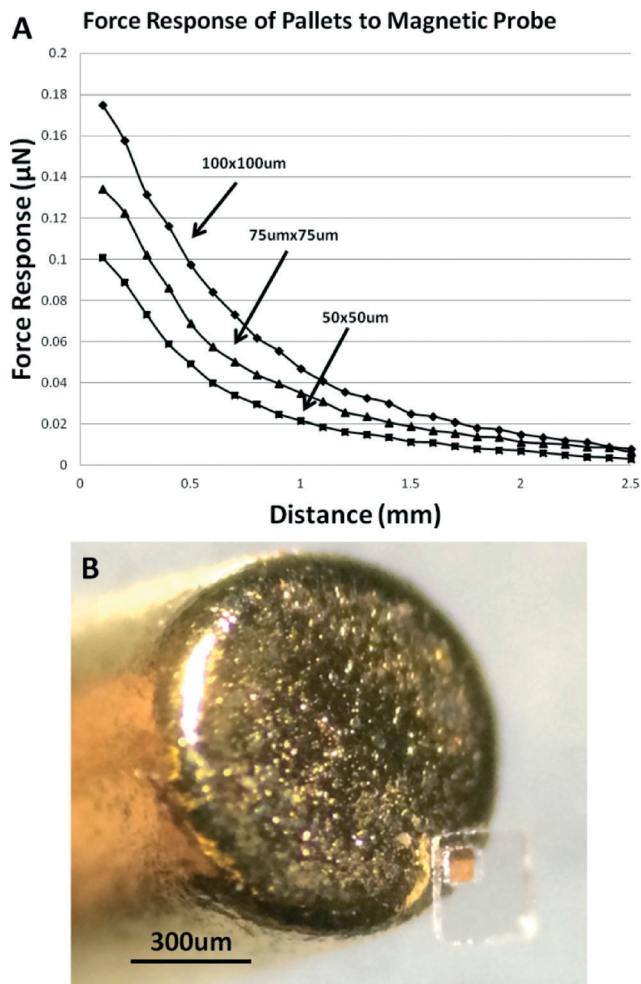 A
Force Response of Pallets to Magnetic Probe
0.2
0.18
0.16
0.14
0.12
0.1
0.08
0.06
0.04
0.02
0
Force Response (µN)
100x100um
75umx75um
50x50um
0
0.5
1
1.5
2
2.5
Distance (mm)
B
300um